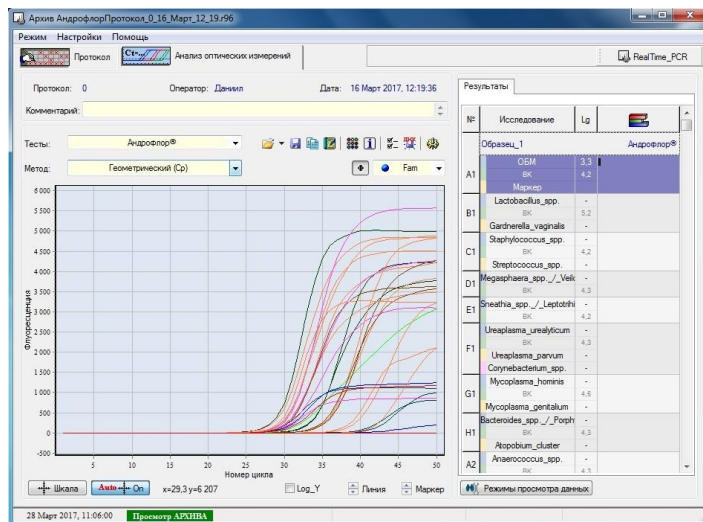 Архив АндрофлорПротокол_0_16_Март_12_19.r96
Режим Настройки Помощь
Протокол
Ct=../ Анализ оптических измерений
RealTime_PCR
Протокол: 0 Оператор: Даниил Дата: 16 Март 2017, 12:19:36
Комментарий:
Тесты: Андрофлор®
Метод: Геометрический (Cp) Fam
6 000
5 500
5 000
4 500
4 000
3 500
3 000
2 500
2 000
1 500
1 000
500
0
-500
Флуоресценция
5 10 15 20 25 30 35 40 45 50
Номер цикла
Шкала Auto On x=29,3 y=6 207 Log_Y Линия Маркер
Результаты
№ Исследование Lg
Образец_1 Андрофлор®
A1 ОБМ 3,3
ВК 4,2
Маркер
B1 Lactobacillus_spp. -
ВК 5,2
Gardnerella_vaginalis -
C1 Staphylococcus_spp. -
ВК 4,2
Streptococcus_spp. -
D1 Megasphaera_spp._/_Veilc -
ВК 4,3
E1 Sneathia_spp._/_Leptotrihi -
ВК 4,2
F1 Ureaplasma_urealyticum -
ВК 4,3
Ureaplasma_parvum -
Corynebacterium_spp. -
G1 Mycoplasma_hominis -
ВК 4,6
Mycoplasma_genitalium -
H1 Bacteroides_spp._/_Porph -
ВК 4,3
Atopobium_cluster -
A2 Anaerococcus_spp. -
ВК 4,3
Режимы просмотра данных
28 Март 2017, 11:06:00 Просмотр АРХИВА